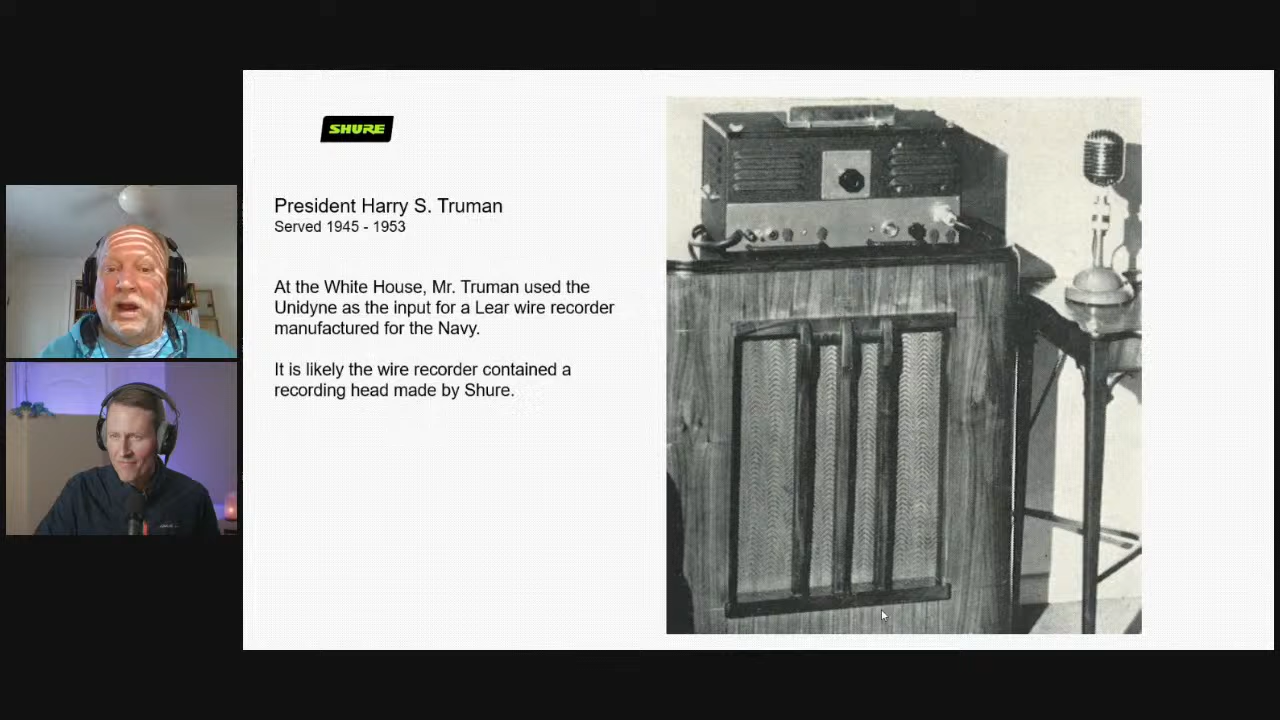 SHURE
President Harry S. Truman
Served 1945 - 1953
At the White House, Mr. Truman used the
Unidyne as the input for a Lear wire recorder
manufactured for the Navy.
It is likely the wire recorder contained a
recording head made by Shure.